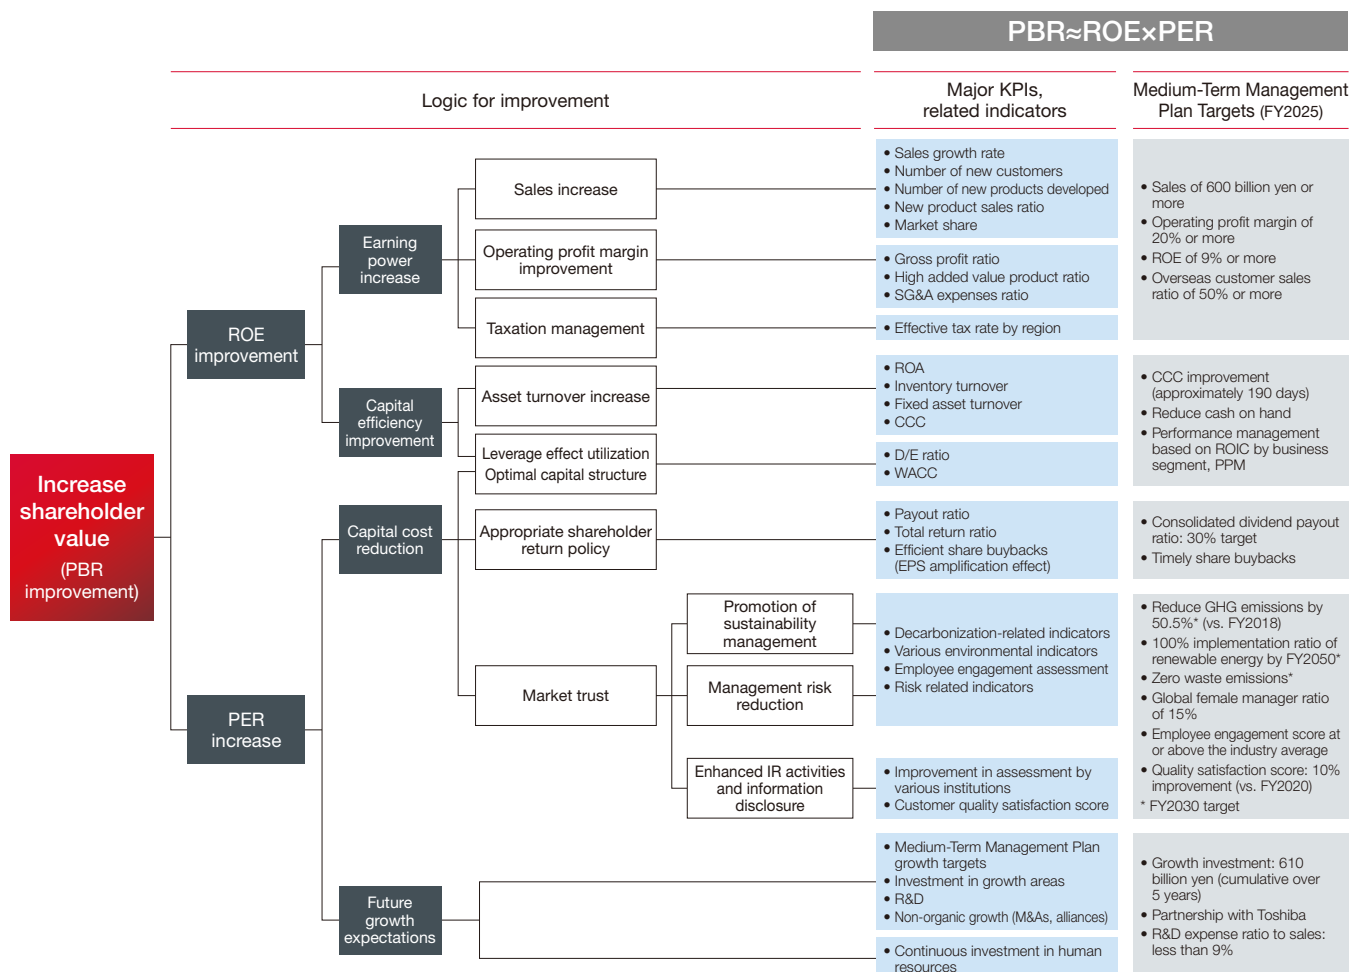 PBR≈ROE×PER
Logic for improvement
Major KPIs,
related indicators
Medium-Term Management
Plan Targets (FY2025)
Increase
shareholder
value
(PBR
improvement)
ROE
improvement
Earning
power
increase
Sales increase
• Sales growth rate
• Number of new customers
• Number of new products developed
• New product sales ratio
• Market share
Operating profit margin
improvement
• Gross profit ratio
• High added value product ratio
• SG&A expenses ratio
Taxation management
• Effective tax rate by region
• Sales of 600 billion yen or
more
• Operating profit margin of
20% or more
• ROE of 9% or more
• Overseas customer sales
ratio of 50% or more
Capital
efficiency
improvement
Asset turnover increase
• ROA
• Inventory turnover
• Fixed asset turnover
• CCC
Leverage effect utilization
Optimal capital structure
• D/E ratio
• WACC
• CCC improvement
(approximately 190 days)
• Reduce cash on hand
• Performance management
based on ROIC by business
segment, PPM
PER
increase
Capital cost
reduction
Appropriate shareholder
return policy
• Payout ratio
• Total return ratio
• Efficient share buybacks
(EPS amplification effect)
• Consolidated dividend payout
ratio: 30% target
• Timely share buybacks
Market trust
Promotion of
sustainability
management
Management risk
reduction
• Decarbonization-related indicators
• Various environmental indicators
• Employee engagement assessment
• Risk related indicators
Enhanced IR activities
and information
disclosure
• Improvement in assessment by
various institutions
• Customer quality satisfaction score
• Reduce GHG emissions by
50.5%* (vs. FY2018)
• 100% implementation ratio of
renewable energy by FY2050*
• Zero waste emissions*
• Global female manager ratio
of 15%
• Employee engagement score at
or above the industry average
• Quality satisfaction score: 10%
improvement (vs. FY2020)
* FY2030 target
Future
growth
expectations
• Medium-Term Management Plan
growth targets
• Investment in growth areas
• R&D
• Non-organic growth (M&As, alliances)
• Continuous investment in human
resources
• Growth investment: 610
billion yen (cumulative over
5 years)
• Partnership with Toshiba
• R&D expense ratio to sales:
less than 9%